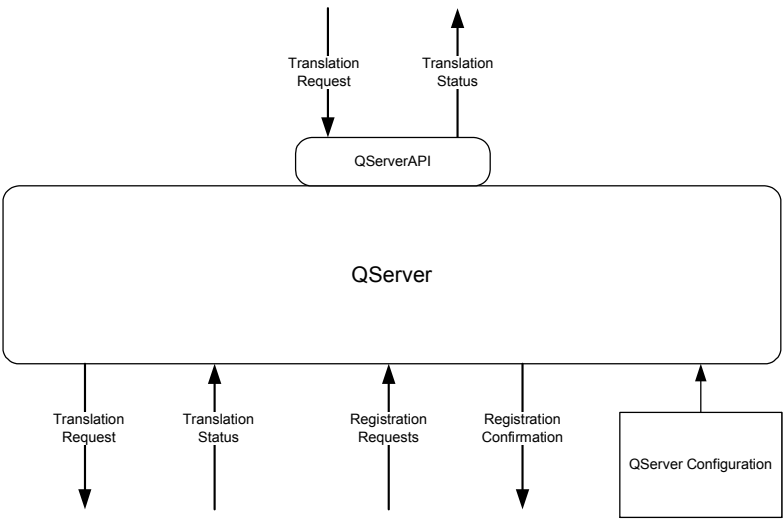 Translation
Request
Translation
Status
QServerAPI
QServer
Translation
Request
Translation
Status
Registration
Requests
Registration
Confirmation
QServer Configuration